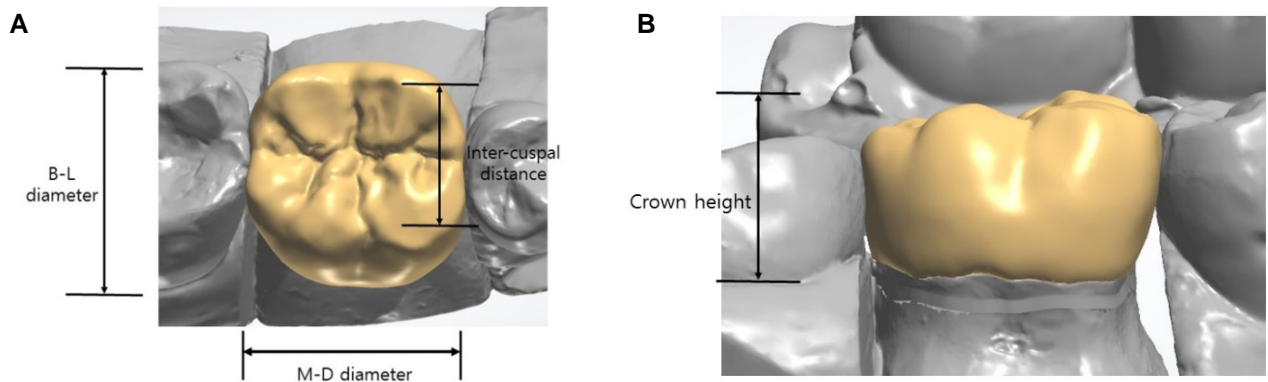 A
B
B-L
diameter
Inter-cuspal
distance
M-D diameter
Crown height